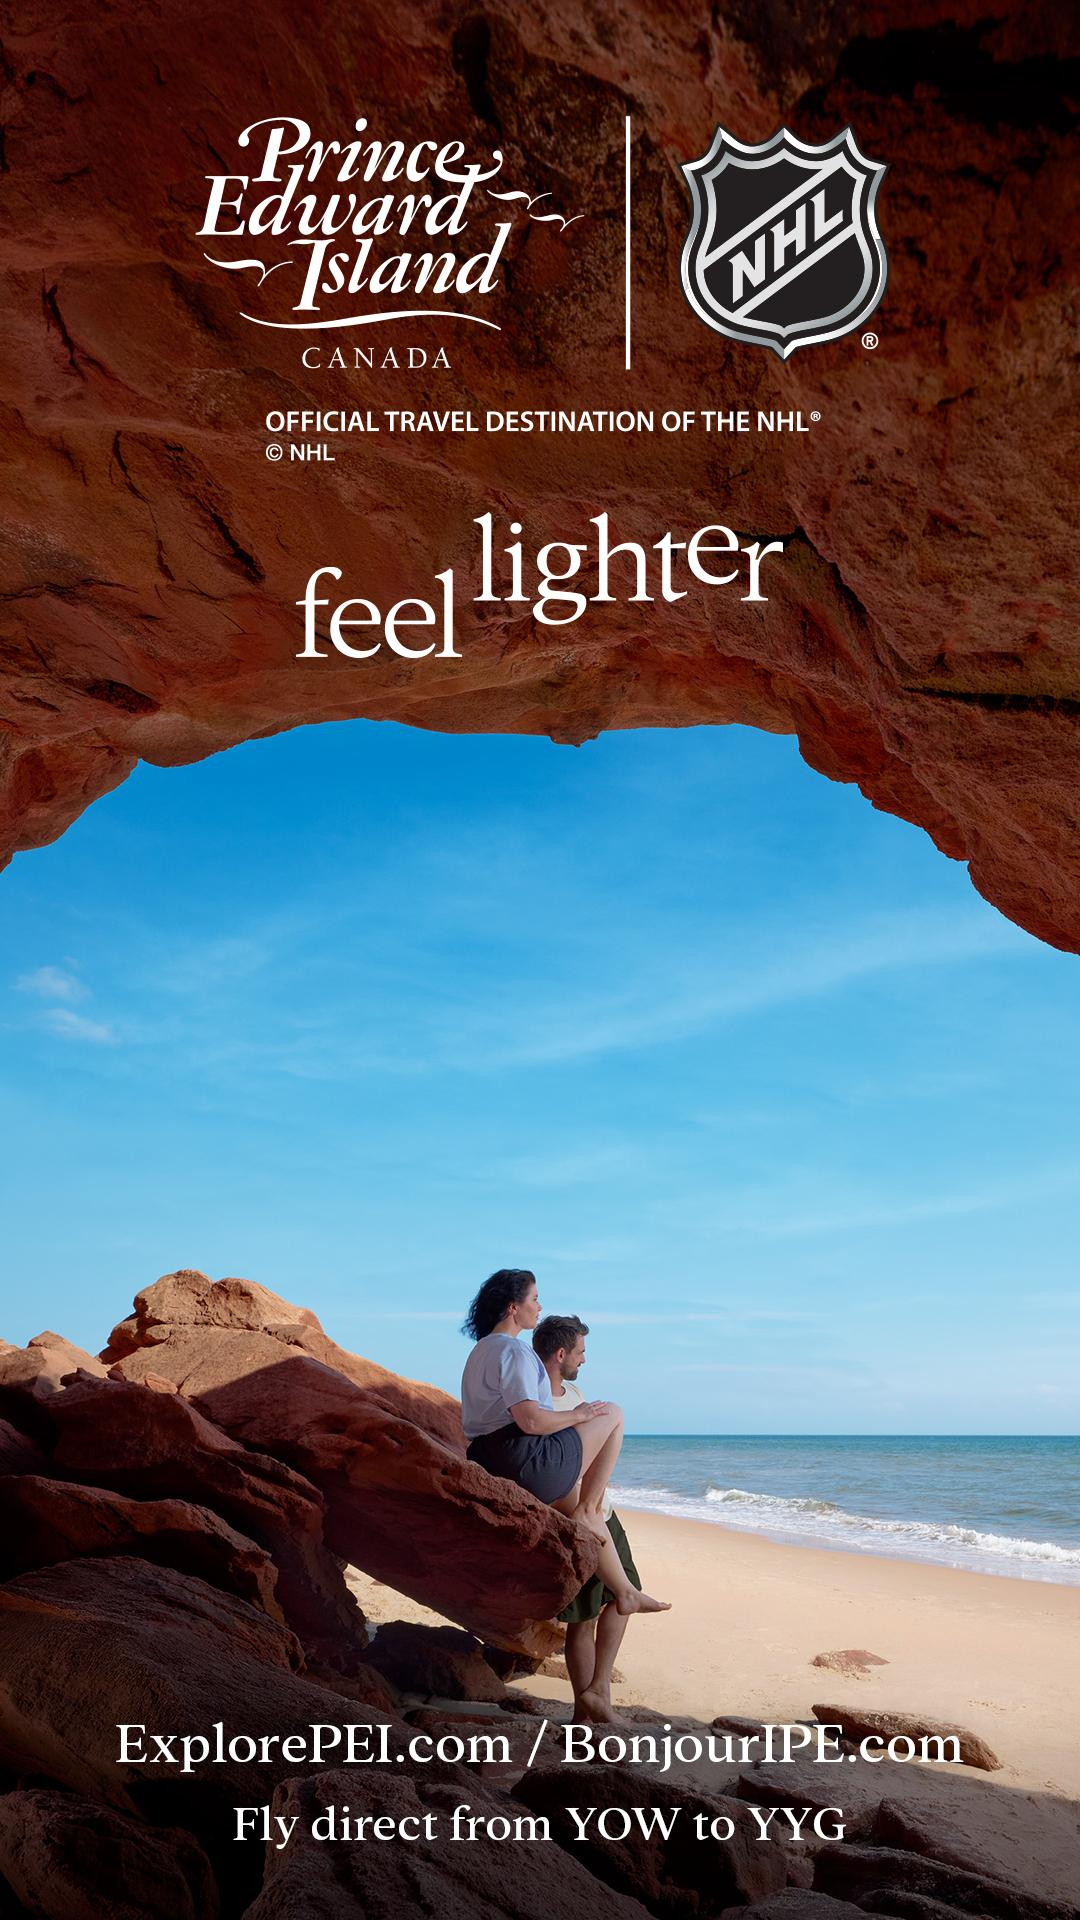 Prince
Edward
Island
CANADA
NHL
®
OFFICIAL TRAVEL DESTINATION OF THE NHL®
© NHL
feel lighter
ExplorePEI.com / BonjourIPE.com
Fly direct from YOW to YYG